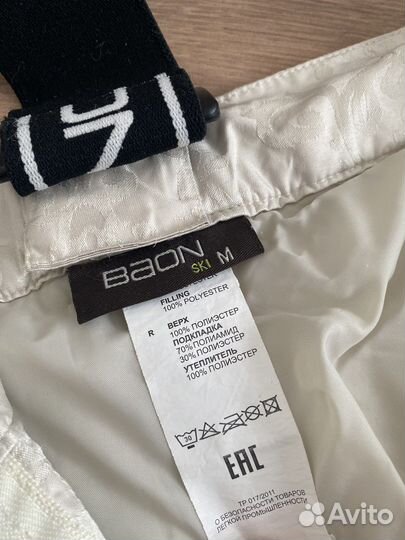 BAON
SKI M
FILLING
100% POLYESTER
R ВЕРХ
100% ПОЛИЭСТЕР
ПОДКЛАДКА
70% ПОЛИАМИД
30% ПОЛИЭСТЕР
УТЕПЛИТЕЛЬ
100% ПОЛИЭСТЕР
30
EAC
ТР 017/2011
О БЕЗОПАСНОСТИ ТОВАРОВ
ЛЕГКОЙ ПРОМЫШЛЕННОСТИ
Avito